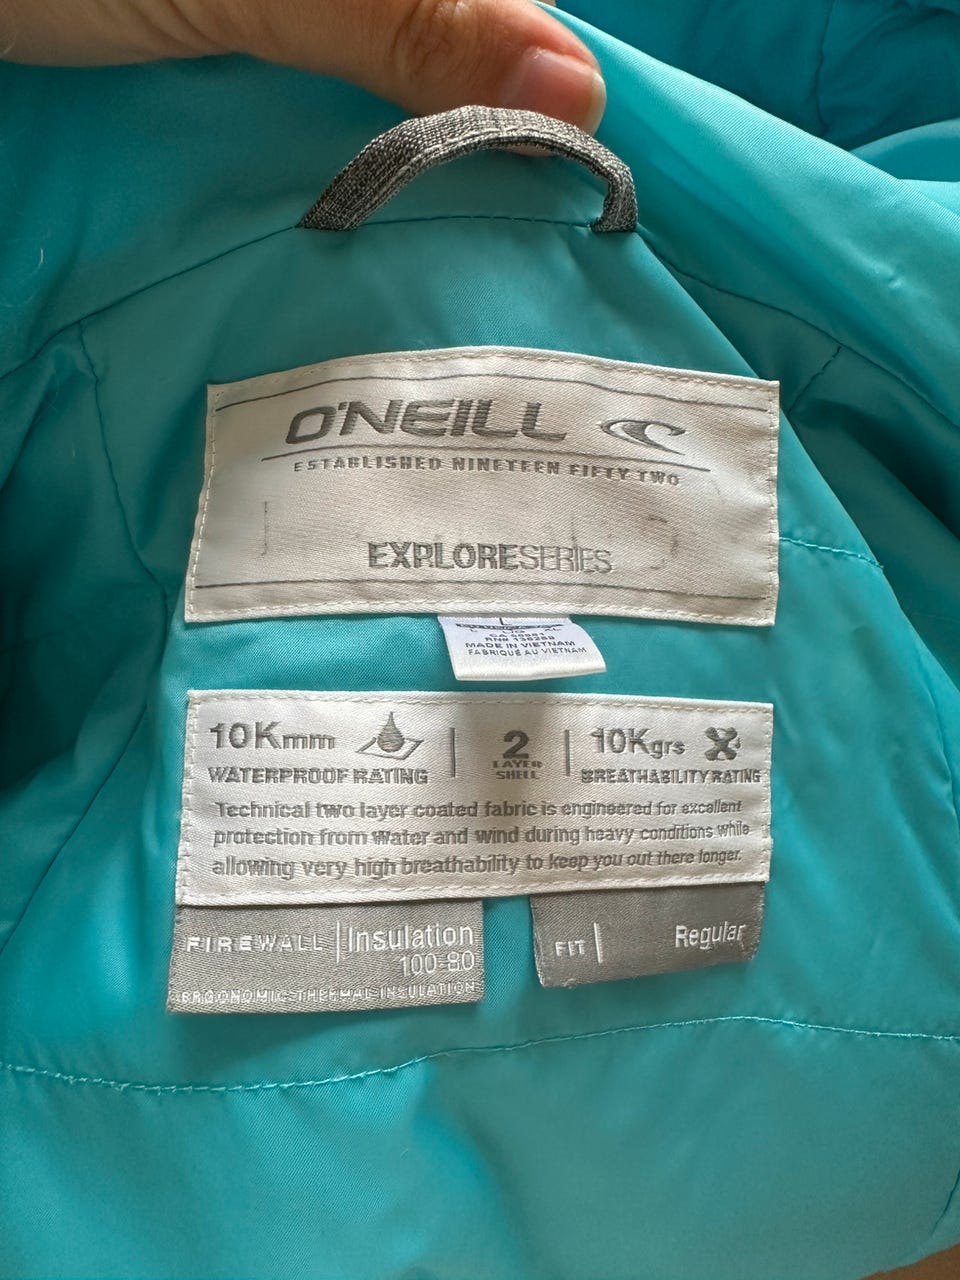 O'NEILL
ESTABLISHED NINETEEN FIFTY TWO
EXPLORESERIES
L
MADE IN VIETNAM
FABRIQUÉ AU VIETNAM
10Kmm
WATERPROOF RATING
2
LAYER
SHELL
10Kgrs
BREATHABILITY RATING
Technical two layer coated fabric is engineered for excellent
protection from water and wind during heavy conditions while
allowing very high breathability to keep you out there longer.
FIREWALL | Insulation
100-80
ERGONOMIC THERMAL INSULATION
FIT | Regular